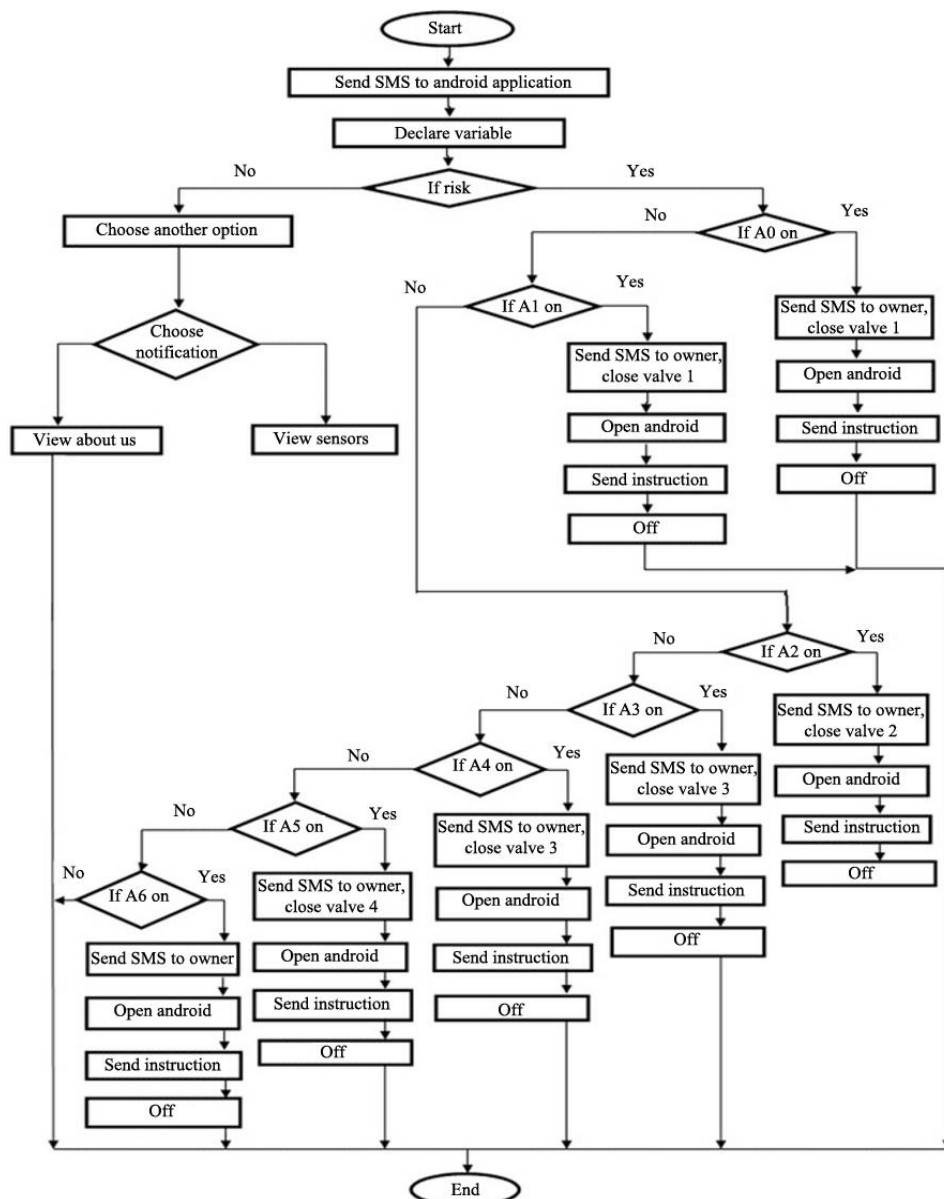 Start
Send SMS to android application
Declare variable
No
Yes
If risk
Choose another option
No
Yes
If A0 on
No
Yes
If A1 on
Send SMS to owner,
close valve 1
Choose
notification
Send SMS to owner,
close valve 1
Open android
View about us
View sensors
Open android
Send instruction
Send instruction
Off
Off
No
Yes
If A2 on
No
Yes
If A3 on
Send SMS to owner,
close valve 2
No
Yes
If A4 on
Send SMS to owner,
close valve 3
Open android
No
Yes
If A5 on
Send SMS to owner,
close valve 3
Open android
Send instruction
No
Yes
If A6 on
Send SMS to owner,
close valve 4
Open android
Send instruction
Off
Send SMS to owner
Open android
Send instruction
Off
Open android
Send instruction
Off
Send instruction
Off
Off
End